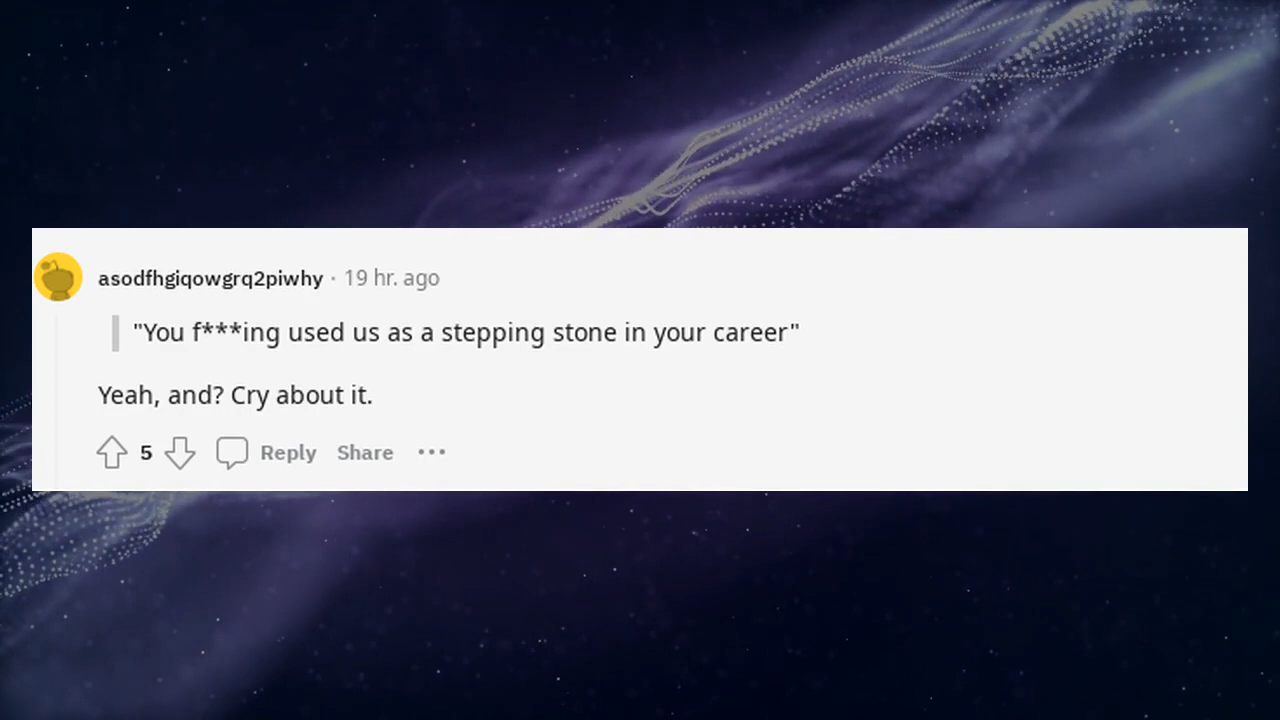 asodfhgiqowgrq2piwhy · 19 hr. ago
"You f***ing used us as a stepping stone in your career"
Yeah, and? Cry about it.
5 Reply Share ···